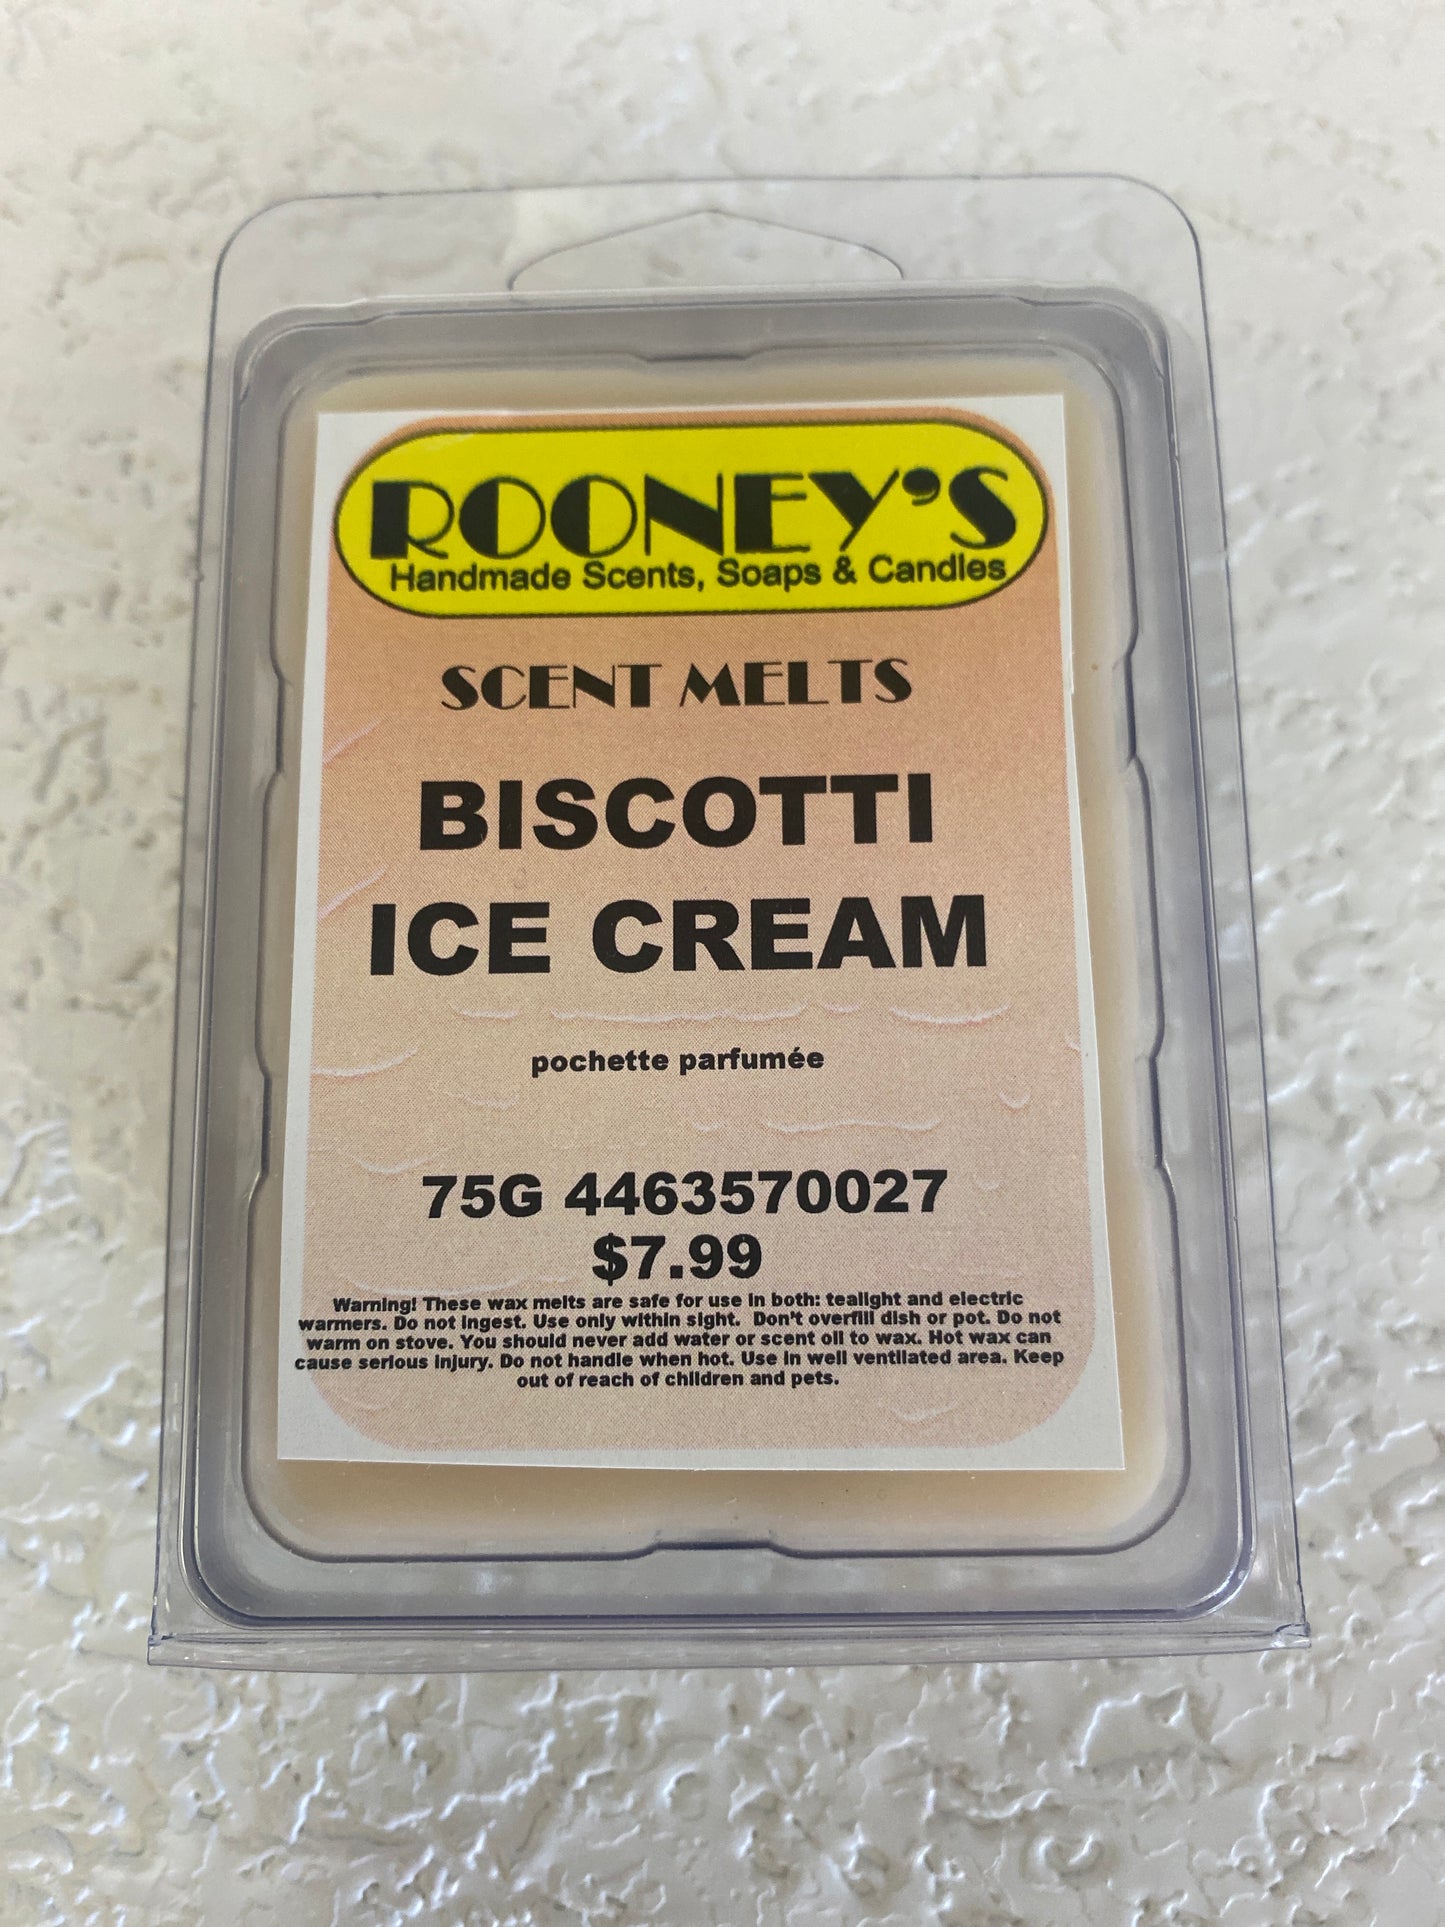 ROONEY'S
Handmade Scents, Soaps & Candles
SCENT MELTS
BISCOTTI
ICE CREAM
pochette parfumée
75G 4463570027
$7.99
Warning! These wax melts are safe for use in both: tealight and electric
warmers. Do not ingest. Use only within sight. Don't overfill dish or pot. Do not
warm on stove. You should never add water or scent oil to wax. Hot wax can
cause serious injury. Do not handle when hot. Use in well ventilated area. Keep
out of reach of children and pets.